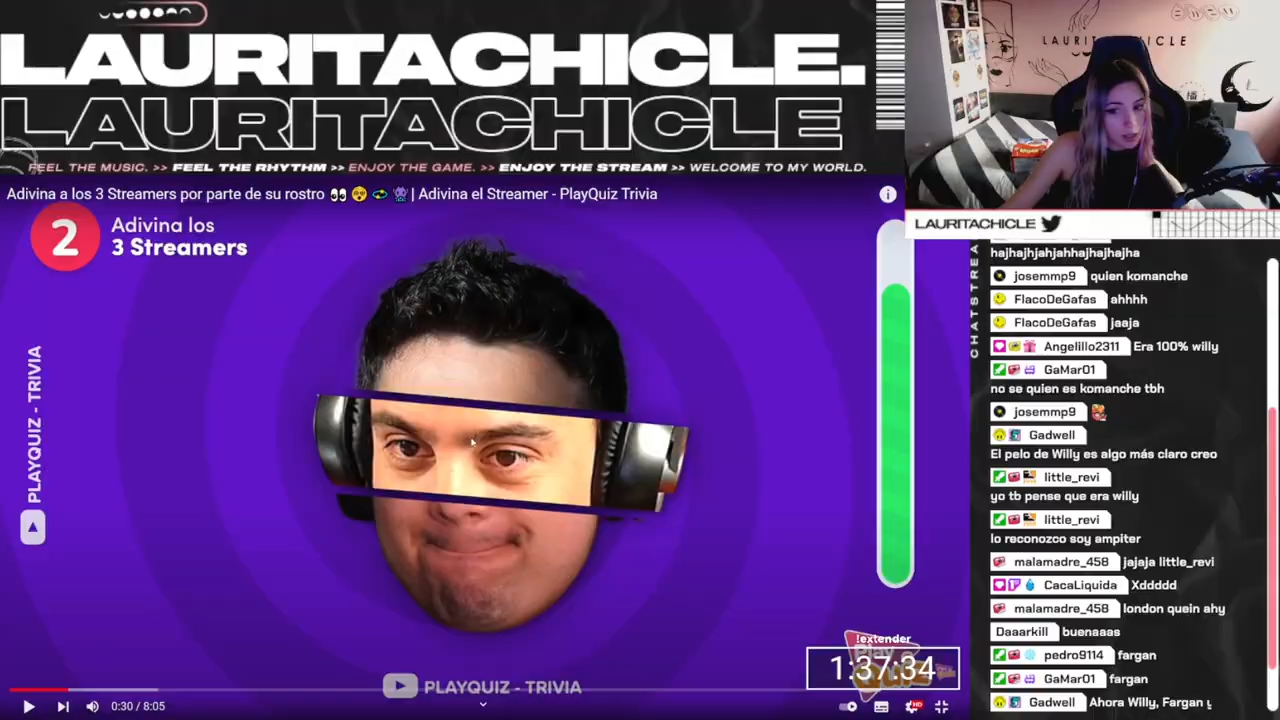 LAURITACHICLE.
LAURITACHICLE
FEEL THE MUSIC. >> FEEL THE RHYTHM >> ENJOY THE GAME. >> ENJOY THE STREAM >> WELCOME TO MY WORLD.
LAURITACHICLE
LAURITACHICLE
Adivina a los 3 Streamers por parte de su rostro 👀 😳 👾 | Adivina el Streamer - PlayQuiz Trivia
2
Adivina los
3 Streamers
PLAYQUIZ - TRIVIA
PLAYQUIZ - TRIVIA
!extender
1:37:34
0:30 / 8:05
HD
CHATSTREA
hajhajhjahjahhajhajhajha
josemmp9 quien komanche
FlacoDeGafas ahhhh
FlacoDeGafas jaaja
Angelillo2311 Era 100% willy
GaMar01
no se quien es komanche tbh
josemmp9
Gadwell
El pelo de Willy es algo más claro creo
little_revi
yo tb pense que era willy
little_revi
lo reconozco soy ampiter
malamadre_458 jajaja little_revi
CacaLiquida Xddddd
malamadre_458 london quein ahy
Daaarkill buenaaas
pedro9114 fargan
GaMar01 fargan
Gadwell Ahora Willy, Fargan y